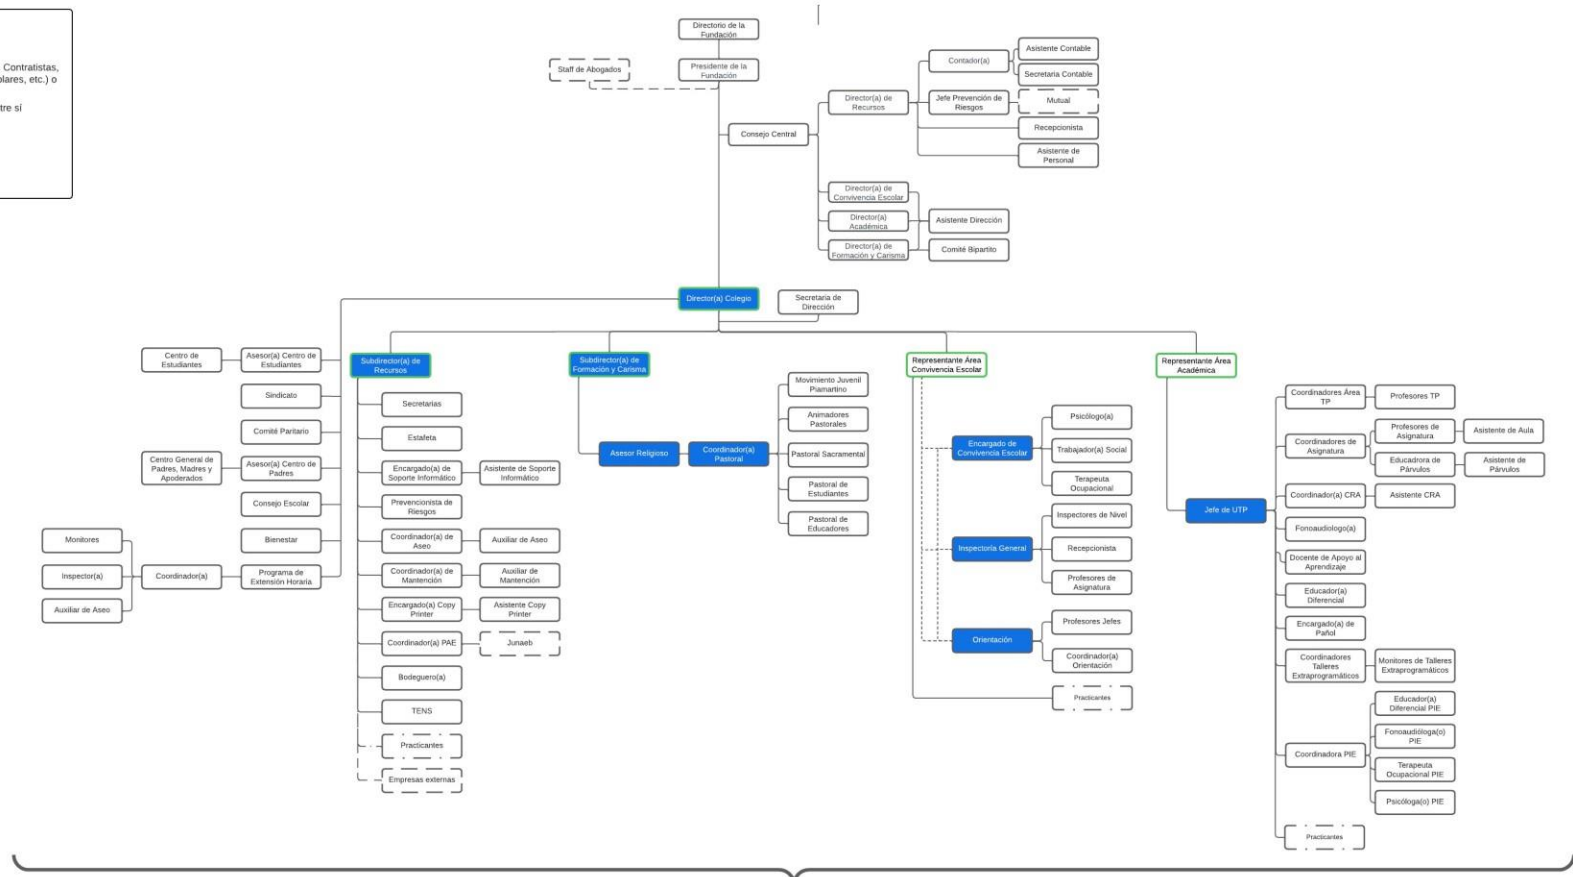 Contratistas,
lares, etc.) o
tre sí
Directorio de la
Fundación
Presidente de la
Fundación
Staff de Abogados
Consejo Central
Director(a) de
Recursos
Contador(a)
Asistente Contable
Secretaria Contable
Jefe Prevención de
Riesgos
Mutual
Recepcionista
Asistente de
Personal
Director(a) de
Convivencia Escolar
Director(a)
Académica
Director(a) de
Formación y Carisma
Asistente Dirección
Comité Bipartito
Director(a) Colegio
Secretaria de
Dirección
Centro de
Estudiantes
Asesor(a) Centro de
Estudiantes
Sindicato
Comité Paritario
Centro General de
Padres, Madres y
Apoderados
Asesor(a) Centro de
Padres
Consejo Escolar
Bienestar
Monitores
Inspector(a)
Auxiliar de Aseo
Coordinador(a)
Programa de
Extensión Horaria
Subdirector(a) de
Recursos
Secretarias
Estafeta
Encargado(a) de
Soporte Informático
Asistente de Soporte
Informático
Prevencionista de
Riesgos
Coordinador(a) de
Aseo
Auxiliar de Aseo
Coordinador(a) de
Mantención
Auxiliar de
Mantención
Encargado(a) Copy
Printer
Asistente Copy
Printer
Coordinador(a) PAE
Junaeb
Bodeguero(a)
TENS
Practicantes
Empresas externas
Subdirector(a) de
Formación y Carisma
Asesor Religioso
Coordinador(a)
Pastoral
Movimiento Juvenil
Piamartino
Animadores
Pastorales
Pastoral Sacramental
Pastoral de
Estudiantes
Pastoral de
Educadores
Representante Área
Convivencia Escolar
Encargado de
Convivencia Escolar
Psicólogo(a)
Trabajador(a) Social
Terapeuta
Ocupacional
Inspectoría General
Inspectores de Nivel
Recepcionista
Profesores de
Asignatura
Orientación
Profesores Jefes
Coordinador(a)
Orientación
Practicantes
Representante Área
Académica
Jefe de UTP
Coordinadores Área
TP
Profesores TP
Coordinadores de
Asignatura
Profesores de
Asignatura
Asistente de Aula
Educadrora de
Párvulos
Asistente de
Párvulos
Coordinador(a) CRA
Asistente CRA
Fonoaudiologo(a)
Docente de Apoyo al
Aprendizaje
Educador(a)
Diferencial
Encargado(a) de
Pañol
Coordinadores
Talleres
Extraprogramáticos
Monitores de Talleres
Extraprogramáticos
Coordinadora PIE
Educador(a)
Diferencial PIE
Fonoaudióloga(o)
PIE
Terapeuta
Ocupacional PIE
Psicóloga(o) PIE
Practicantes